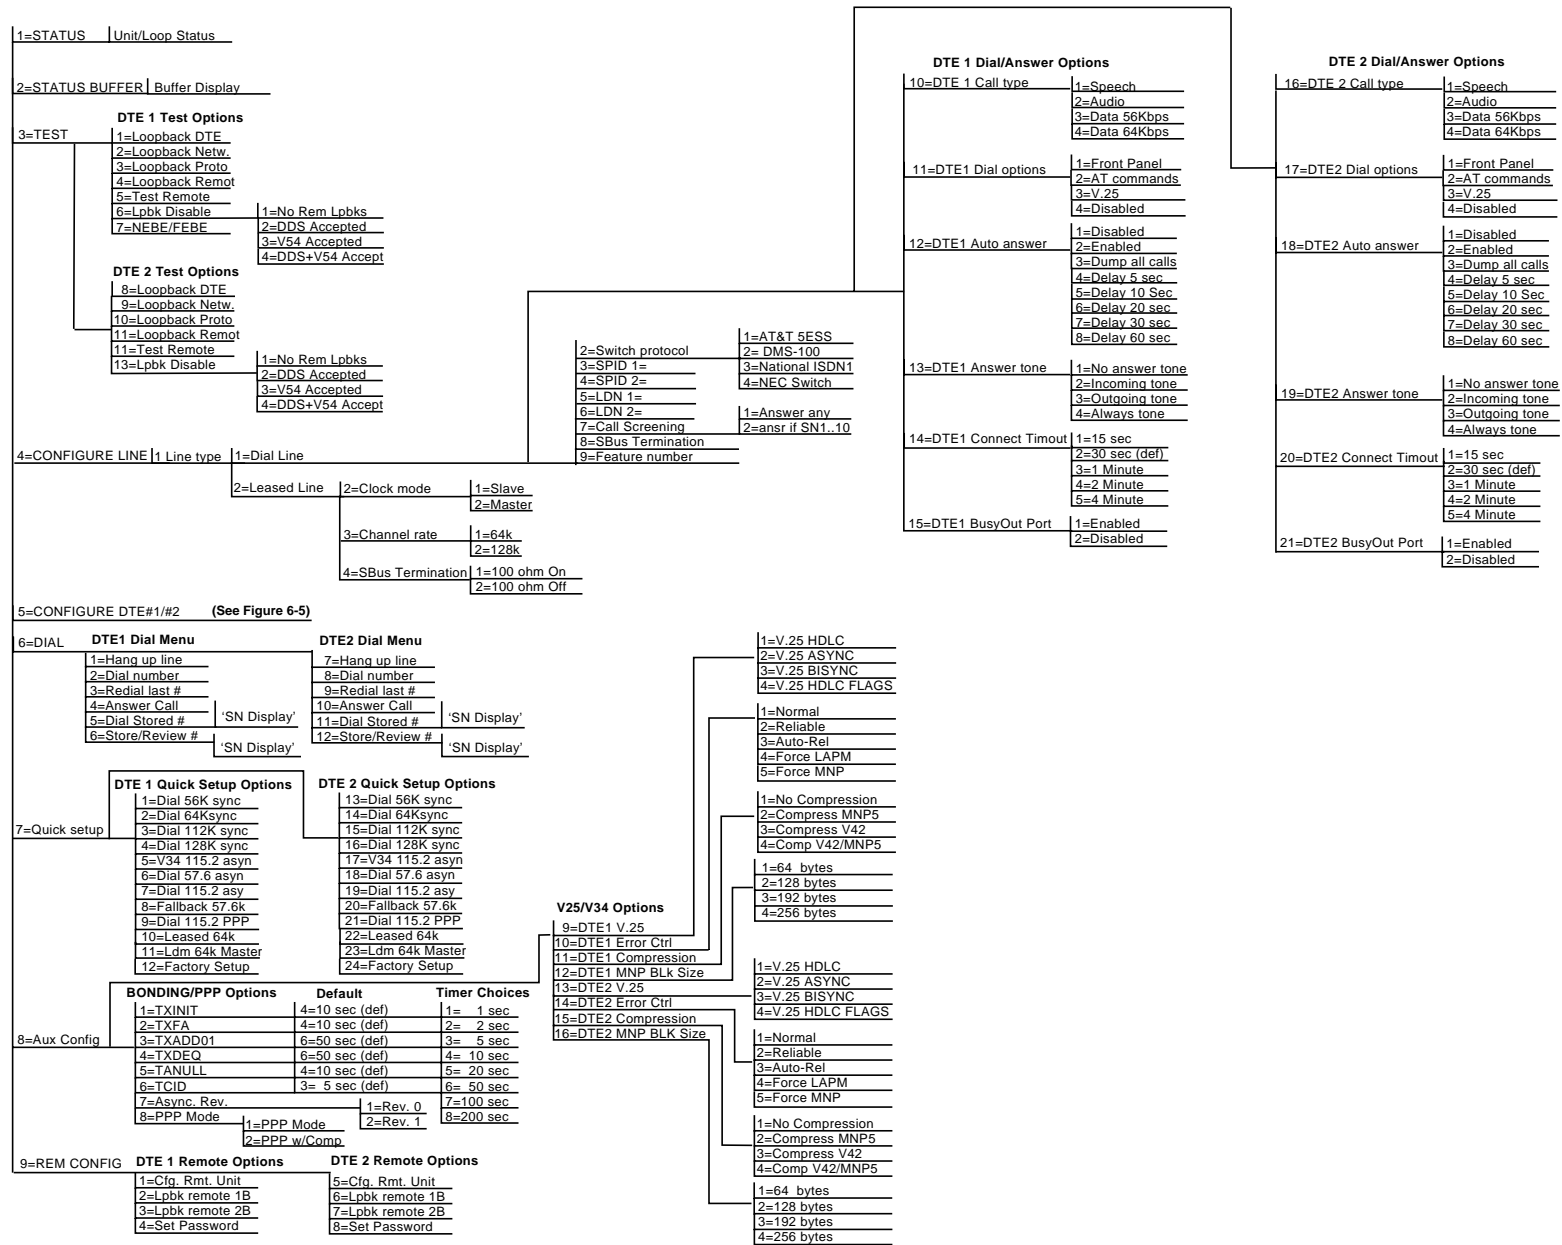 1=STATUS
Unit/Loop Status
2=STATUS BUFFER
Buffer Display
3=TEST
DTE 1 Test Options
1=Loopback DTE
2=Loopback Netw.
3=Loopback Proto
4=Loopback Remot
5=Test Remote
6=Lpbk Disable
7=NEBE/FEBE
1=No Rem Lpbks
2=DDS Accepted
3=V54 Accepted
4=DDS+V54 Accept
DTE 2 Test Options
8=Loopback DTE
9=Loopback Netw.
10=Loopback Proto
11=Loopback Remot
11=Test Remote
13=Lpbk Disable
1=No Rem Lpbks
2=DDS Accepted
3=V54 Accepted
4=DDS+V54 Accept
4=CONFIGURE LINE
1 Line type
1=Dial Line
2=Leased Line
2=Clock mode
1=Slave
2=Master
3=Channel rate
1=64k
2=128k
4=SBus Termination
1=100 ohm On
2=100 ohm Off
2=Switch protocol
3=SPID 1=
4=SPID 2=
5=LDN 1=
6=LDN 2=
7=Call Screening
8=SBus Termination
9=Feature number
1=AT&T 5ESS
2= DMS-100
3=National ISDN1
4=NEC Switch
1=Answer any
2=ansr if SN1..10
DTE 1 Dial/Answer Options
10=DTE 1 Call type
1=Speech
2=Audio
3=Data 56Kbps
4=Data 64Kbps
11=DTE1 Dial options
1=Front Panel
2=AT commands
3=V.25
4=Disabled
12=DTE1 Auto answer
1=Disabled
2=Enabled
3=Dump all calls
4=Delay 5 sec
5=Delay 10 Sec
6=Delay 20 sec
7=Delay 30 sec
8=Delay 60 sec
13=DTE1 Answer tone
1=No answer tone
2=Incoming tone
3=Outgoing tone
4=Always tone
14=DTE1 Connect Timout
1=15 sec
2=30 sec (def)
3=1 Minute
4=2 Minute
5=4 Minute
15=DTE1 BusyOut Port
1=Enabled
2=Disabled
DTE 2 Dial/Answer Options
16=DTE 2 Call type
1=Speech
2=Audio
3=Data 56Kbps
4=Data 64Kbps
17=DTE2 Dial options
1=Front Panel
2=AT commands
3=V.25
4=Disabled
18=DTE2 Auto answer
1=Disabled
2=Enabled
3=Dump all calls
4=Delay 5 sec
5=Delay 10 Sec
6=Delay 20 sec
7=Delay 30 sec
8=Delay 60 sec
19=DTE2 Answer tone
1=No answer tone
2=Incoming tone
3=Outgoing tone
4=Always tone
20=DTE2 Connect Timout
1=15 sec
2=30 sec (def)
3=1 Minute
4=2 Minute
5=4 Minute
21=DTE2 BusyOut Port
1=Enabled
2=Disabled
5=CONFIGURE DTE#1/#2
(See Figure 6-5)
6=DIAL
DTE1 Dial Menu
1=Hang up line
2=Dial number
3=Redial last #
4=Answer Call
5=Dial Stored #
6=Store/Review #
'SN Display'
'SN Display'
DTE2 Dial Menu
7=Hang up line
8=Dial number
9=Redial last #
10=Answer Call
11=Dial Stored #
12=Store/Review #
'SN Display'
'SN Display'
7=Quick setup
DTE 1 Quick Setup Options
1=Dial 56K sync
2=Dial 64Ksync
3=Dial 112K sync
4=Dial 128K sync
5=V34 115.2 asyn
6=Dial 57.6 asyn
7=Dial 115.2 asy
8=Fallback 57.6k
9=Dial 115.2 PPP
10=Leased 64k
11=Ldm 64k Master
12=Factory Setup
DTE 2 Quick Setup Options
13=Dial 56K sync
14=Dial 64Ksync
15=Dial 112K sync
16=Dial 128K sync
17=V34 115.2 asyn
18=Dial 57.6 asyn
19=Dial 115.2 asy
20=Fallback 57.6k
21=Dial 115.2 PPP
22=Leased 64k
23=Ldm 64k Master
24=Factory Setup
8=Aux Config
BONDING/PPP Options
Default
Timer Choices
1=TXINIT
4=10 sec (def)
1= 1 sec
2=TXFA
4=10 sec (def)
2= 2 sec
3=TXADD01
6=50 sec (def)
3= 5 sec
4=TXDEQ
6=50 sec (def)
4= 10 sec
5=TANULL
4=10 sec (def)
5= 20 sec
6=TCID
3= 5 sec (def)
6= 50 sec
7=Async. Rev.
1=Rev. 0
7=100 sec
8=PPP Mode
2=Rev. 1
8=200 sec
1=PPP Mode
2=PPP w/Comp
V25/V34 Options
9=DTE1 V.25
10=DTE1 Error Ctrl
11=DTE1 Compression
12=DTE1 MNP BLk Size
13=DTE2 V.25
14=DTE2 Error Ctrl
15=DTE2 Compression
16=DTE2 MNP BLK Size
1=V.25 HDLC
2=V.25 ASYNC
3=V.25 BISYNC
4=V.25 HDLC FLAGS
1=Normal
2=Reliable
3=Auto-Rel
4=Force LAPM
5=Force MNP
1=No Compression
2=Compress MNP5
3=Compress V42
4=Comp V42/MNP5
1=64 bytes
2=128 bytes
3=192 bytes
4=256 bytes
1=V.25 HDLC
2=V.25 ASYNC
3=V.25 BISYNC
4=V.25 HDLC FLAGS
1=Normal
2=Reliable
3=Auto-Rel
4=Force LAPM
5=Force MNP
1=No Compression
2=Compress MNP5
3=Compress V42
4=Comp V42/MNP5
1=64 bytes
2=128 bytes
3=192 bytes
4=256 bytes
9=REM CONFIG
DTE 1 Remote Options
1=Cfg. Rmt. Unit
2=Lpbk remote 1B
3=Lpbk remote 2B
4=Set Password
DTE 2 Remote Options
5=Cfg. Rmt. Unit
6=Lpbk remote 1B
7=Lpbk remote 2B
8=Set Password